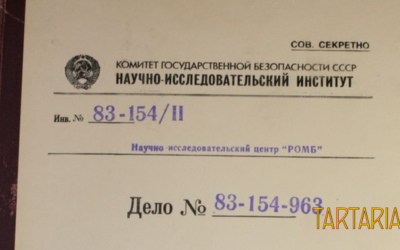 СОВ. СЕКРЕТНО
КОМИТЕТ ГОСУДАРСТВЕННОЙ БЕЗОПАСНОСТИ СССР
НАУЧНО-ИССЛЕДОВАТЕЛЬСКИЙ ИНСТИТУТ
Инв. № 83-154/II
Научно-исследовательский центр "РОМБ"
Дело № 83-154-963
TARTARIA